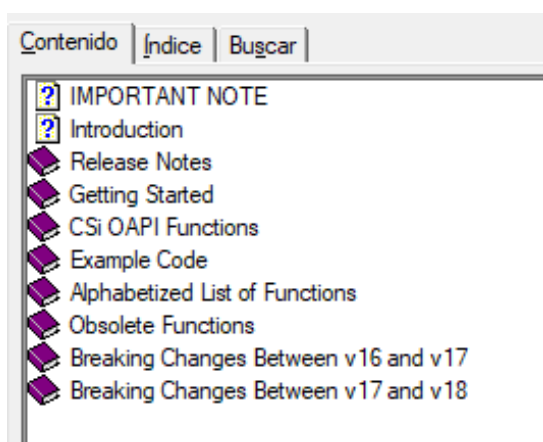 Contenido Índice Buscar
IMPORTANT NOTE
Introduction
Release Notes
Getting Started
CSi OAPI Functions
Example Code
Alphabetized List of Functions
Obsolete Functions
Breaking Changes Between v16 and v17
Breaking Changes Between v17 and v18